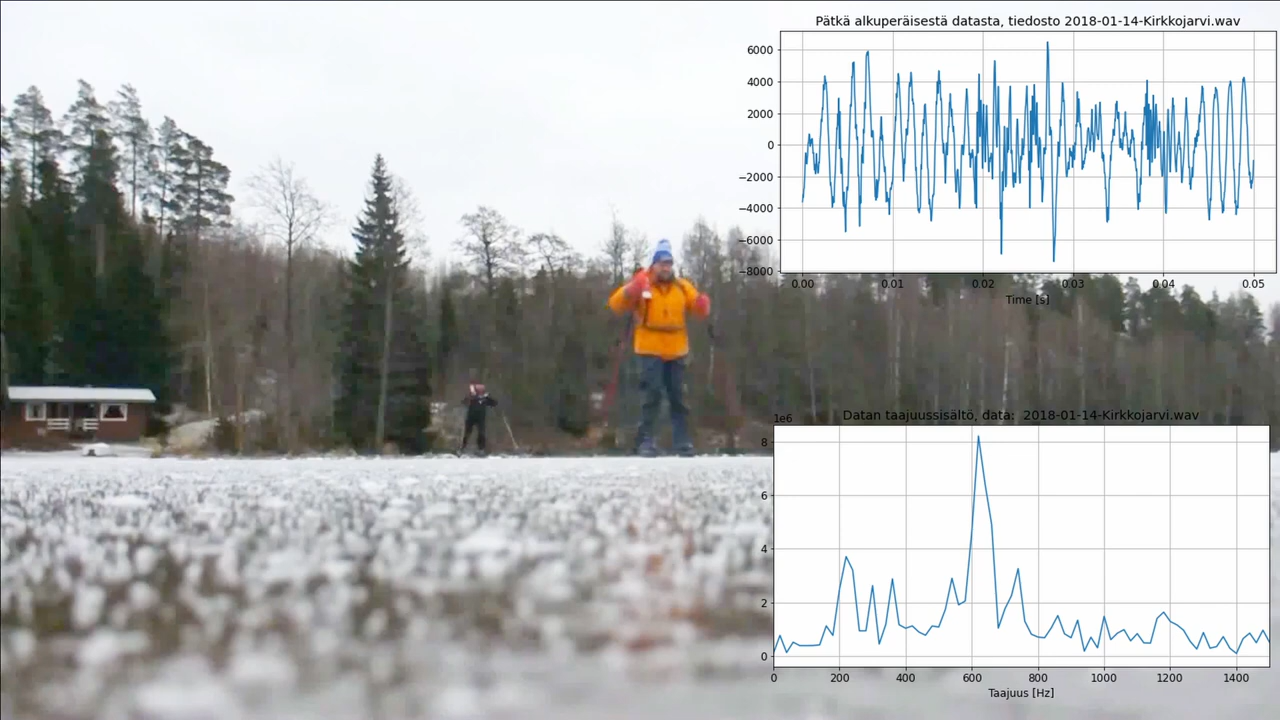 Pätkä alkuperäisestä datasta, tiedosto 2018-01-14-Kirkkojarvi.wav
6000
4000
2000
0
−2000
−4000
−6000
−8000
0.00 0.01 0.02 0.03 0.04 0.05
Time [s]
1e6
Datan taajuussisältö, data: 2018-01-14-Kirkkojarvi.wav
8
6
4
2
0
0 200 400 600 800 1000 1200 1400
Taajuus [Hz]